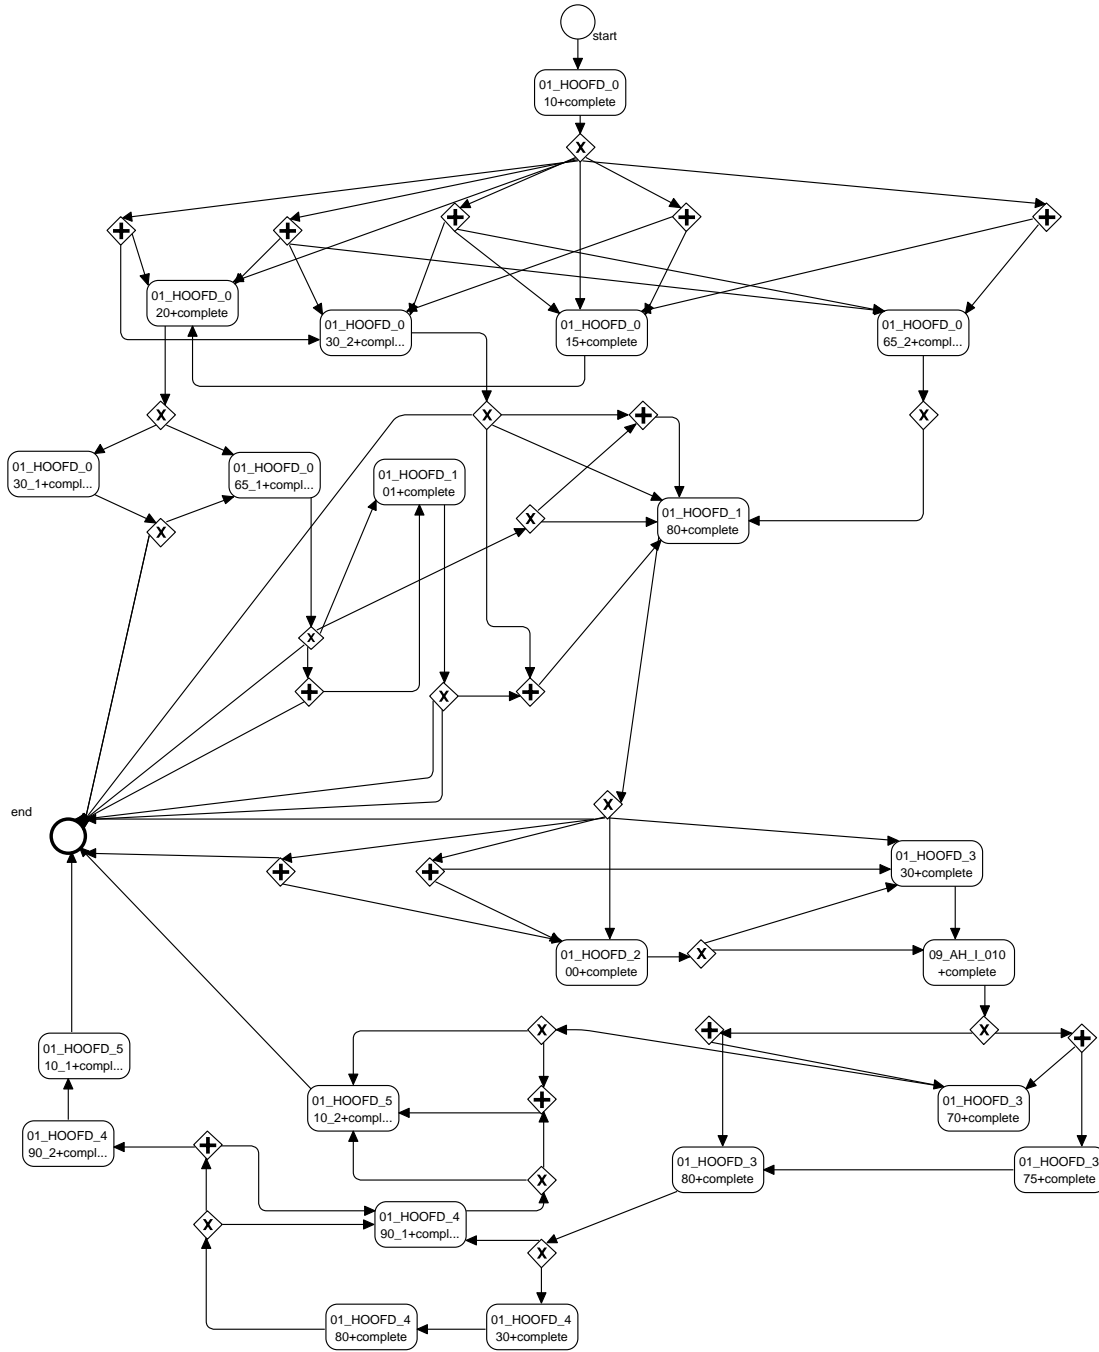 start
01_HOOFD_0
10+complete
01_HOOFD_0
20+complete
01_HOOFD_0
30_2+compl...
01_HOOFD_0
15+complete
01_HOOFD_0
65_2+compl...
01_HOOFD_0
30_1+compl...
01_HOOFD_0
65_1+compl...
01_HOOFD_1
01+complete
01_HOOFD_1
80+complete
end
01_HOOFD_3
30+complete
01_HOOFD_2
00+complete
09_AH_I_010
+complete
01_HOOFD_5
10_1+compl...
01_HOOFD_5
10_2+compl...
01_HOOFD_3
70+complete
01_HOOFD_4
90_2+compl...
01_HOOFD_3
80+complete
01_HOOFD_3
75+complete
01_HOOFD_4
90_1+compl...
01_HOOFD_4
80+complete
01_HOOFD_4
30+complete